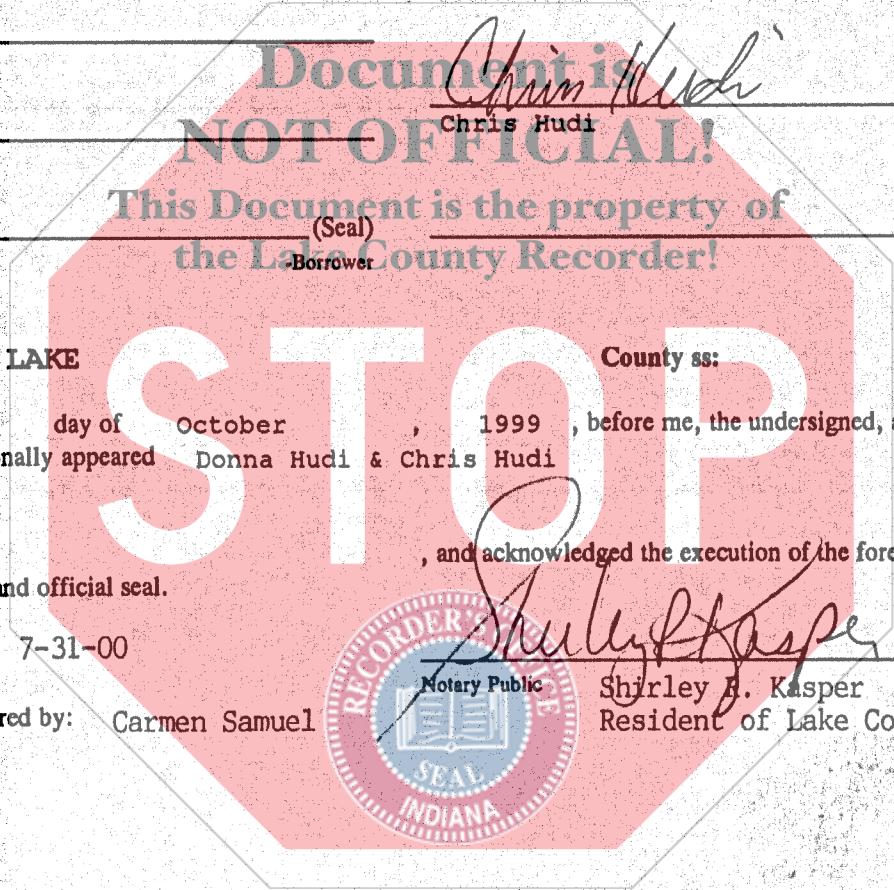 Document is
Chris Hudi
Chris Hudi
NOT OFFICIAL!
This Document is the property of
(Seal)
the Lake County Recorder!
-Borrower
STOP
LAKE County ss:
day of October , 1999 , before me, the undersigned, a
nally appeared Donna Hudi & Chris Hudi
, and acknowledged the execution of the fore
nd official seal.
7-31-00
Shirley R Kasper
Notary Public Shirley R. Kasper
red by: Carmen Samuel Resident of Lake Co
RECORDER'S OFFICE
SEAL
INDIANA